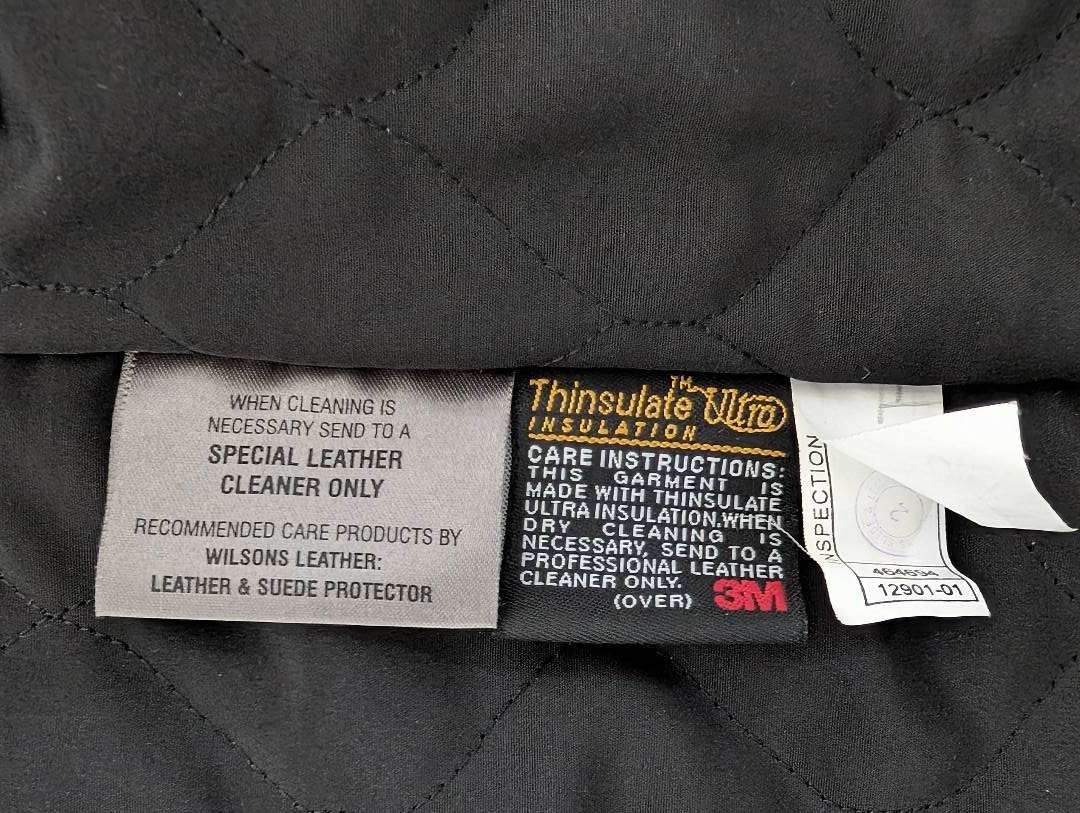 WHEN CLEANING IS
NECESSARY SEND TO A
SPECIAL LEATHER
CLEANER ONLY
RECOMMENDED CARE PRODUCTS BY
WILSONS LEATHER:
LEATHER & SUEDE PROTECTOR
Thinsulate™ Ultra
INSULATION
CARE INSTRUCTIONS:
THIS GARMENT IS
MADE WITH THINSULATE
ULTRA INSULATION.WHEN
DRY CLEANING IS
NECESSARY, SEND TO A
PROFESSIONAL LEATHER
CLEANER ONLY.
(OVER) 3M
INSPECTION
464694
12901-01